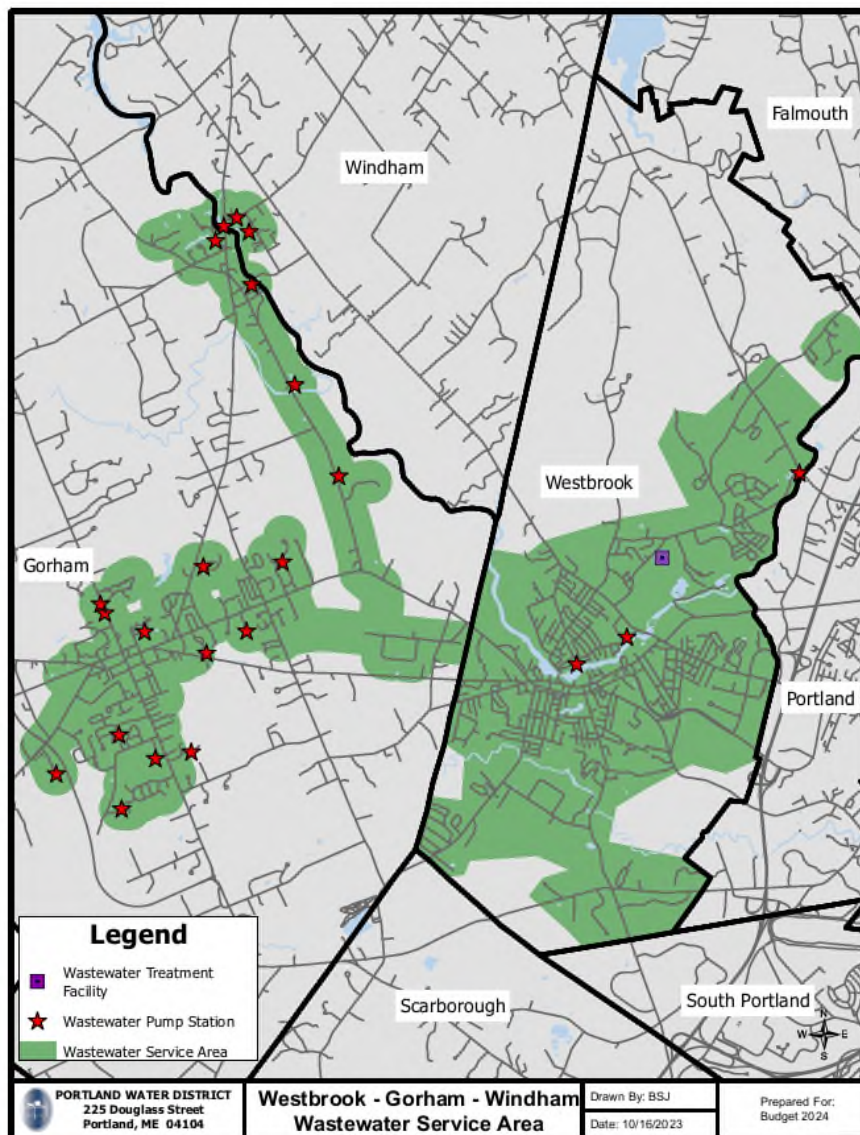 Falmouth
Windham
Westbrook
Gorham
Portland
Legend
Wastewater Treatment
Facility
Wastewater Pump Station
Wastewater Service Area
Scarborough
South Portland
N
W E
S
PORTLAND WATER DISTRICT
225 Douglass Street
Portland, ME 04104
Westbrook - Gorham - Windham
Wastewater Service Area
Drawn By: BSJ
Date: 10/16/2023
Prepared For:
Budget 2024